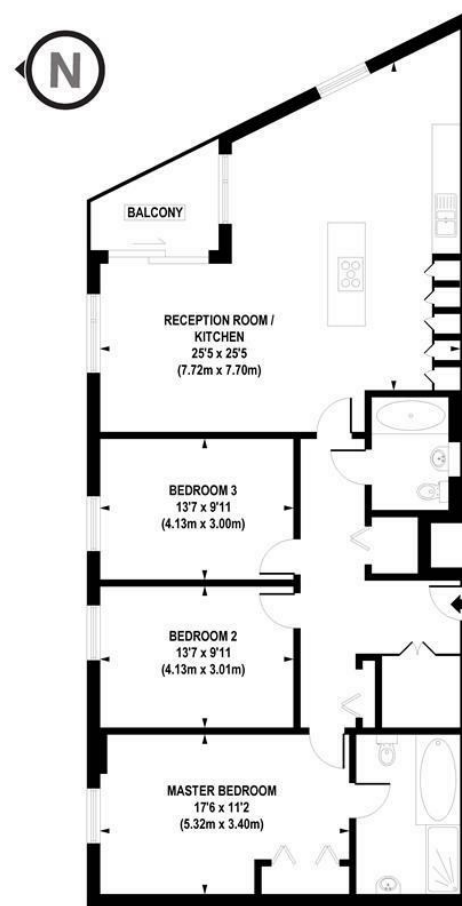 N
BALCONY
RECEPTION ROOM /
KITCHEN
25'5 x 25'5
(7.72m x 7.70m)
BEDROOM 3
13'7 x 9'11
(4.13m x 3.00m)
BEDROOM 2
13'7 x 9'11
(4.13m x 3.01m)
MASTER BEDROOM
17'6 x 11'2
(5.32m x 3.40m)